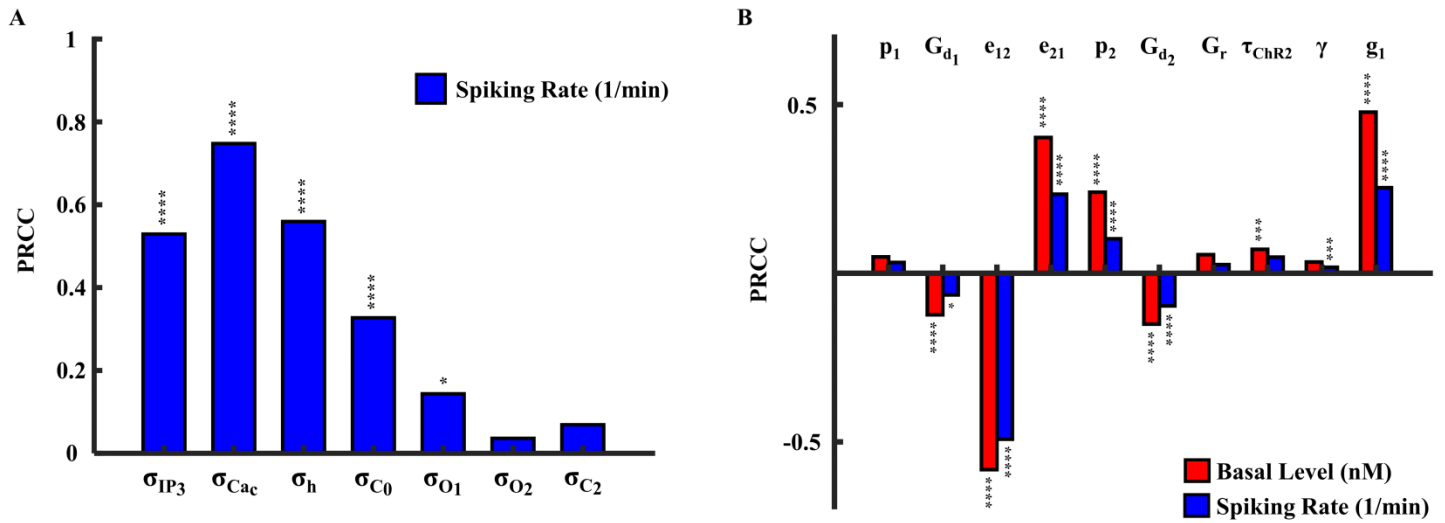 A
1
0.8
0.6
0.4
0.2
0
PRCC
Spiking Rate (1/min)
****
****
****
****
*
σIP3
σCac
σh
σC0
σO1
σO2
σC2
B
p1
Gd1
e12
e21
p2
Gd2
Gr
τChR2
γ
g1
0.5
-0.5
PRCC
****
*
****
****
****
****
****
****
****
****
***
***
****
****
Basal Level (nM)
Spiking Rate (1/min)